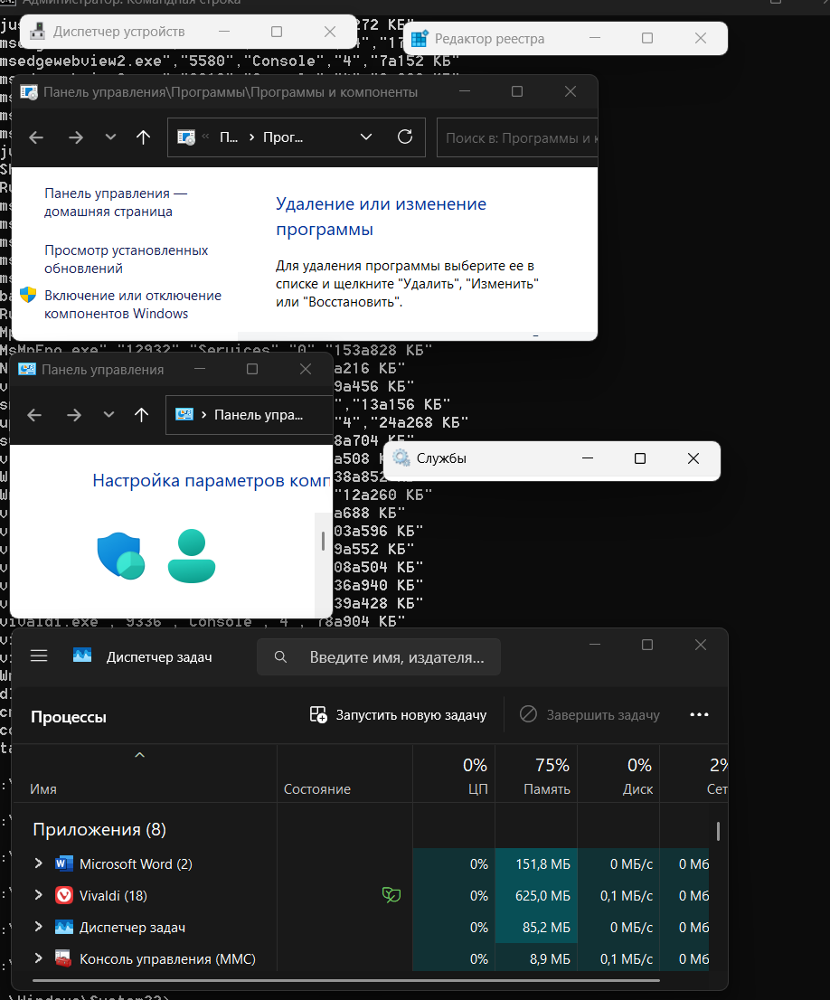 Администратор: Командная строка
272 КБ"
Диспетчер устройств
Редактор реестра
msedgewebview2.exe","5580","Console","4","7a152 КБ"
Панель управления\Программы\Программы и компоненты
П...
Прог...
Поиск в: Программы и к
Панель управления —
домашняя страница
Удаление или изменение
программы
Просмотр установленных
обновлений
Для удаления программы выберите ее в
списке и щелкните "Удалить", "Изменить"
или "Восстановить".
Включение или отключение
компонентов Windows
MsMpEng.exe","12932","Services","0","153a828 КБ"
Панель управления
a216 КБ"
9a456 КБ"
","13a156 КБ"
"4","24a268 КБ"
8a704 КБ"
a508 КБ"
38a852
"12a260 КБ"
a688 КБ"
03a596 КБ"
9a552 КБ"
08a504 КБ"
36a940 КБ"
39a428 КБ"
Панель упра...
Настройка параметров комп
Службы
vivaldi.exe","9336","Console","4","78a904 КБ"
Диспетчер задач
Введите имя, издателя...
Процессы
Запустить новую задачу
Завершить задачу
0% 75% 0% 2%
Имя Состояние ЦП Память Диск Сет
Приложения (8)
Microsoft Word (2) 0% 151,8 МБ 0 МБ/с 0 Мб
Vivaldi (18) 0% 625,0 МБ 0,1 МБ/с 0 Мб
Диспетчер задач 0% 85,2 МБ 0 МБ/с 0 Мб
Консоль управления (MMC) 0% 8,9 МБ 0,1 МБ/с 0 Мб
:\Windows\System32>